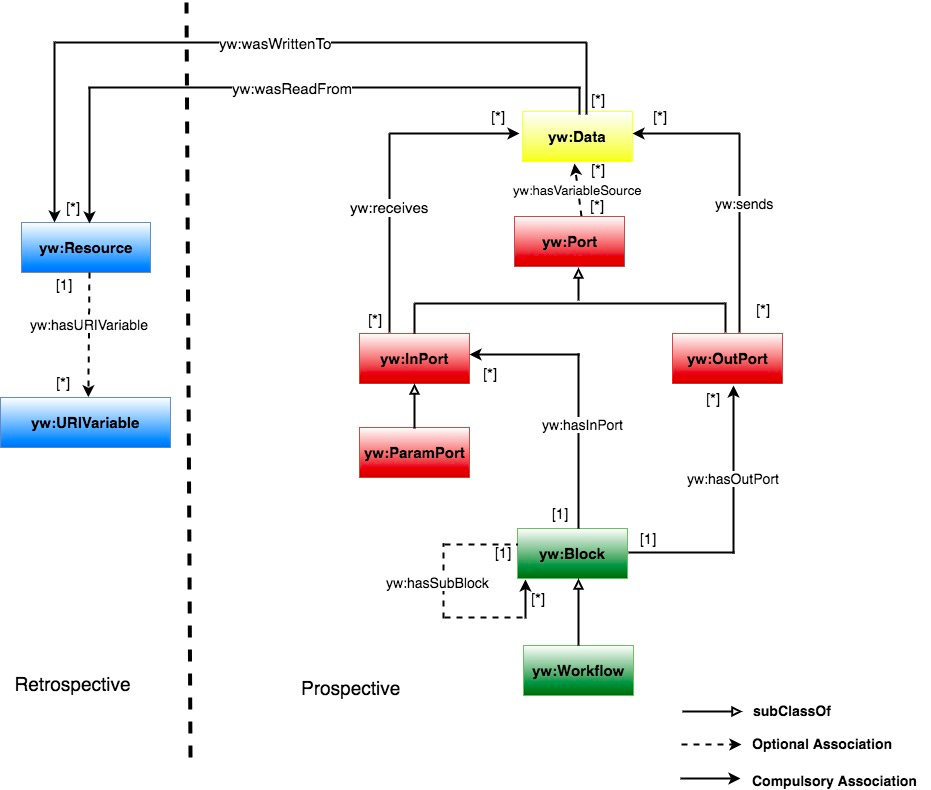 yw:wasWrittenTo
yw:wasReadFrom
[*]
[*]
[*]
yw:Data
[*]
yw:hasVariableSource
yw:receives
[*]
yw:sends
[*]
yw:Port
yw:Resource
[1]
[*]
[*]
yw:hasURIVariable
yw:InPort
yw:OutPort
[*]
[*]
[*]
yw:URIVariable
yw:hasInPort
yw:ParamPort
yw:hasOutPort
[1]
[1]
[1]
yw:Block
yw:hasSubBlock
[*]
yw:Workflow
Retrospective
Prospective
subClassOf
Optional Association
Compulsory Association